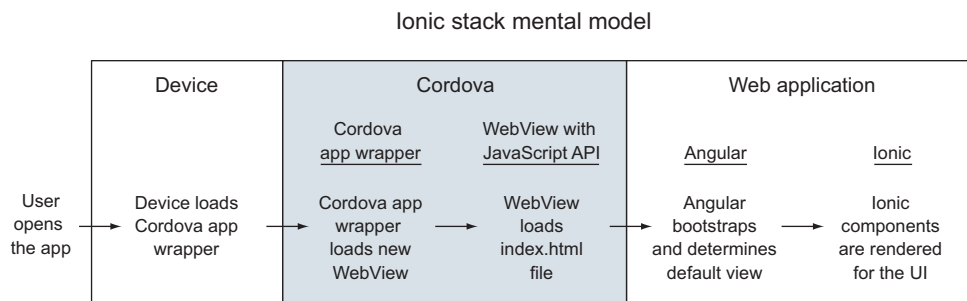 Ionic stack mental model
Device
Cordova
Web application
Cordova
app wrapper
WebView with
JavaScript API
Angular
Ionic
User
opens
the app
Device loads
Cordova app
wrapper
Cordova app
wrapper
loads new
WebView
WebView
loads
index.html
file
Angular
bootstraps
and determines
default view
Ionic
components
are rendered
for the UI